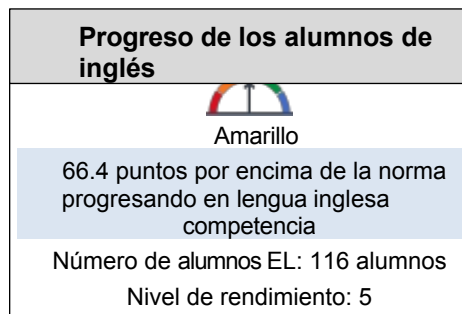 Progreso de los alumnos de
inglés
Amarillo
66.4 puntos por encima de la norma
progresando en lengua inglesa
competencia
Número de alumnos EL: 116 alumnos
Nivel de rendimiento: 5